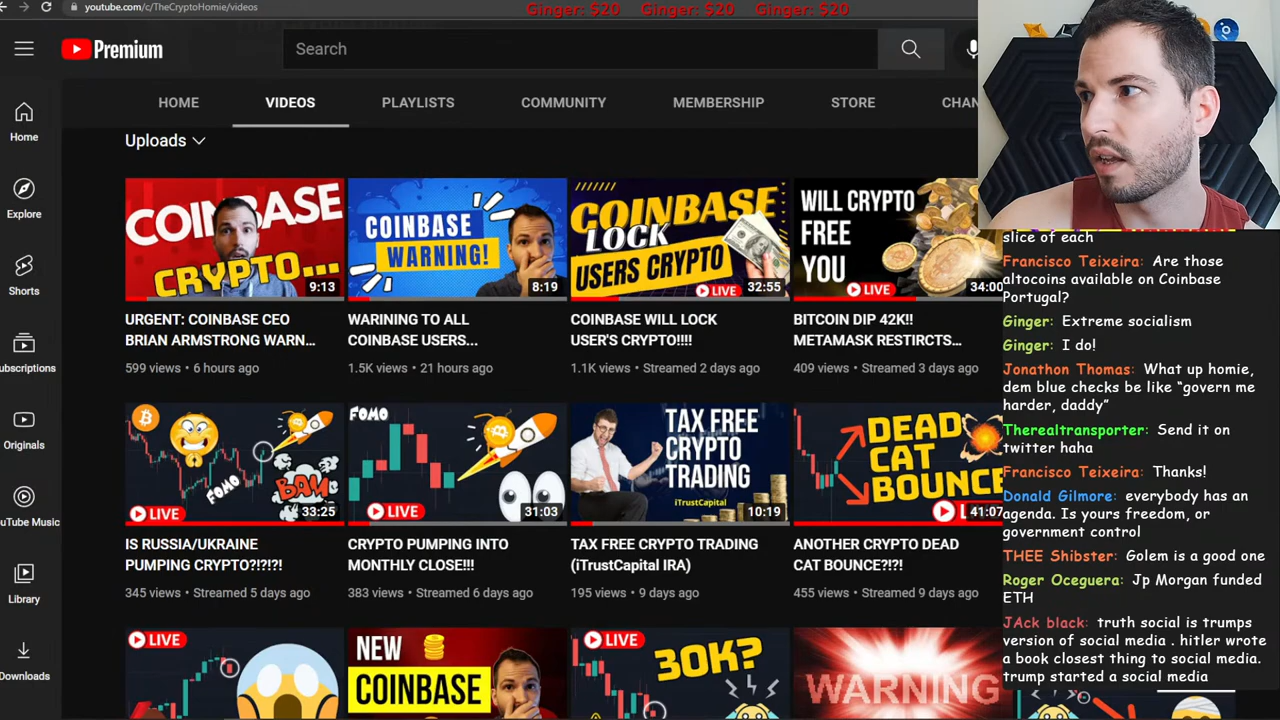 youtube.com/c/TheCryptoHomie/videos
Ginger: $20 Ginger: $20 Ginger: $20
Premium
Search
HOME VIDEOS PLAYLISTS COMMUNITY MEMBERSHIP STORE CHAN
Home
Explore
Shorts
ubscriptions
Originals
uTube Music
Library
Downloads
Uploads
COINBASE
CRYPTO...
9:13
COINBASE
WARNING!
8:19
COINBASE
LOCK
USERS CRYPTO
LIVE
32:55
WILL CRYPTO
FREE
YOU
LIVE
34:00
URGENT: COINBASE CEO
BRIAN ARMSTRONG WARN...
599 views • 6 hours ago
WARINING TO ALL
COINBASE USERS...
1.5K views • 21 hours ago
COINBASE WILL LOCK
USER'S CRYPTO!!!!
1.1K views • Streamed 2 days ago
BITCOIN DIP 42K!!
METAMASK RESTIRCTS...
409 views • Streamed 3 days ago
FOMO
BAM
LIVE
33:25
FOMO
LIVE
31:03
TAX FREE
CRYPTO
TRADING
iTrustCapital
10:19
DEAD
CAT
BOUNCE
41:07
IS RUSSIA/UKRAINE
PUMPING CRYPTO?!?!?!
345 views • Streamed 5 days ago
CRYPTO PUMPING INTO
MONTHLY CLOSE!!!
383 views • Streamed 6 days ago
TAX FREE CRYPTO TRADING
(iTrustCapital IRA)
195 views • 9 days ago
ANOTHER CRYPTO DEAD
CAT BOUNCE?!?!
455 views • Streamed 9 days ago
LIVE
NEW
COINBASE
LIVE
30K?
WARNING
slice of each
Francisco Teixeira: Are those
altocoins available on Coinbase
Portugal?
Ginger: Extreme socialism
Ginger: I do!
Jonathon Thomas: What up homie,
dem blue checks be like “govern me
harder, daddy”
Therealtransporter: Send it on
twitter haha
Francisco Teixeira: Thanks!
Donald Gilmore: everybody has an
agenda. Is yours freedom, or
government control
THEE Shibster: Golem is a good one
Roger Oceguera: Jp Morgan funded
ETH
JAck black: truth social is trumps
version of social media . hitler wrote
a book closest thing to social media.
trump started a social media